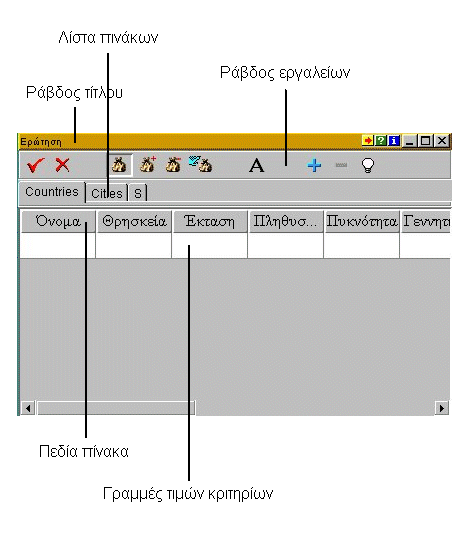 Λίστα πινάκων
Ράβδος εργαλείων
Ράβδος τίτλου
Ερώτηση
A
Countries Cities S
Όνομα Θρησκεία Έκταση Πληθυσ... Πυκνότητα Γεννητι
Πεδία πίνακα
Γραμμές τιμών κριτηρίων